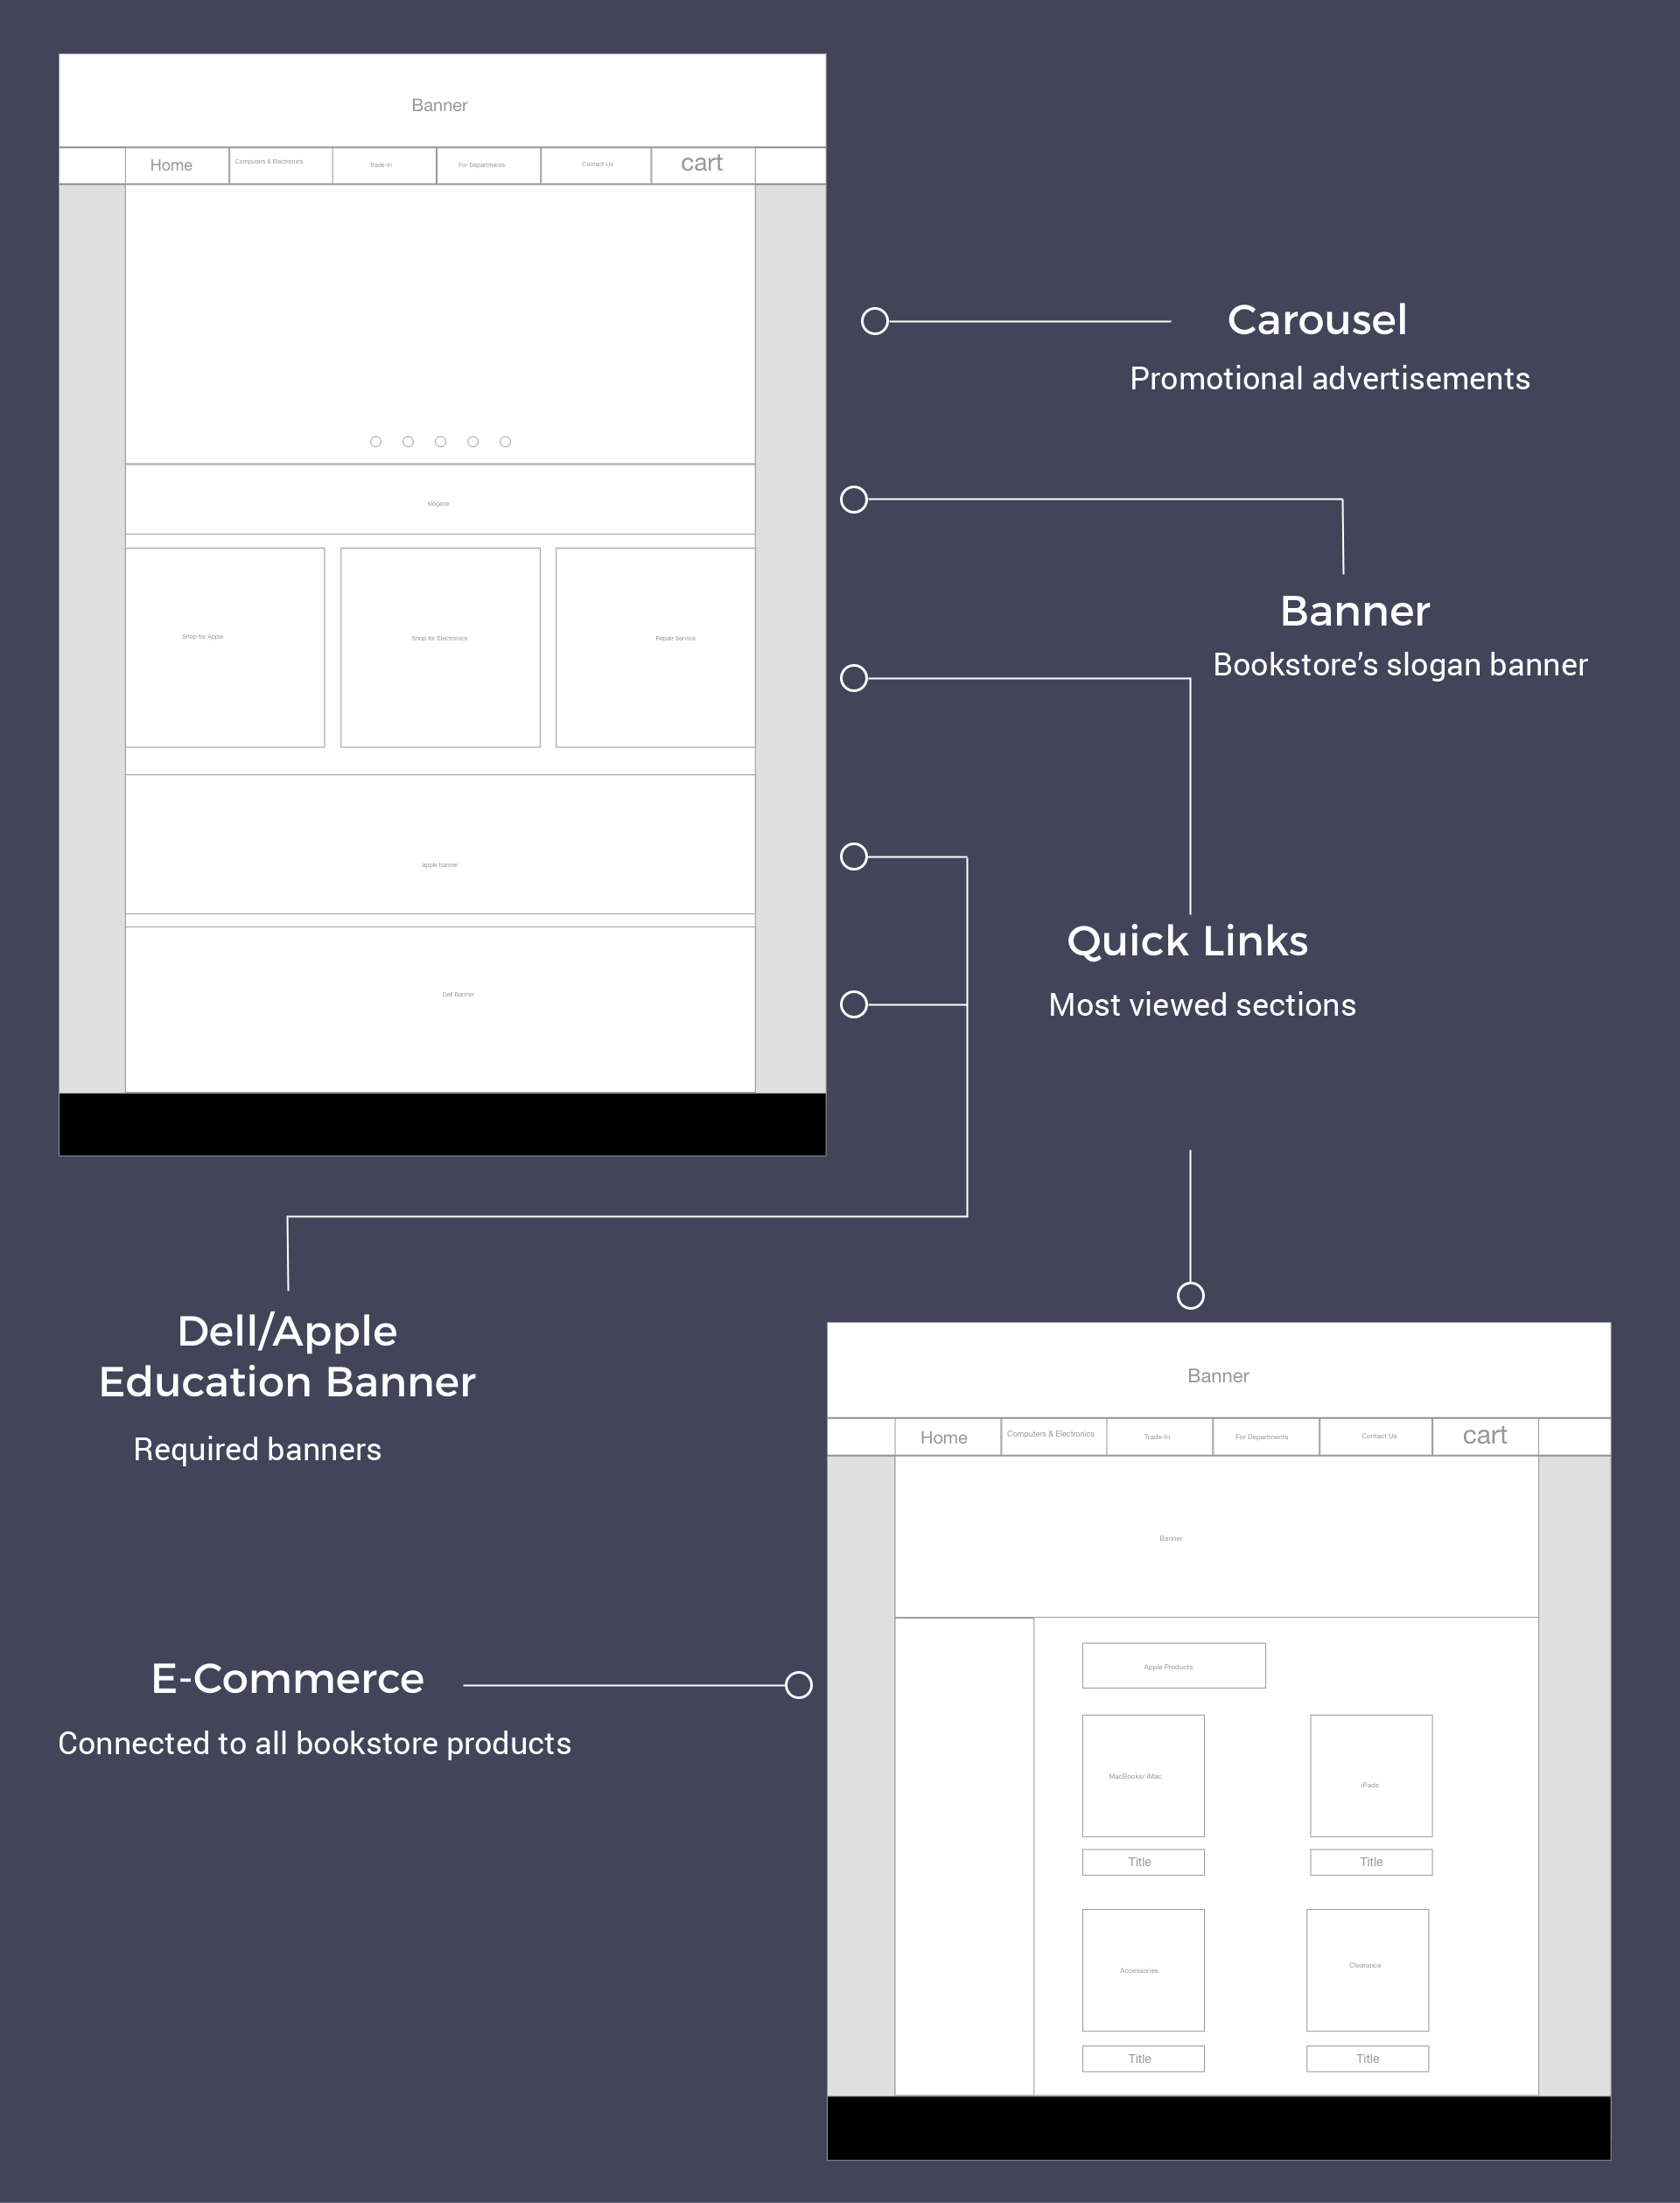 Banner
Home
Computers & Electronics
Trade-In
For Departments
Contact Us
cart
slogane
Shop for Apple
Shop for Electronics
Repair Service
apple banner
Dell Banner
Carousel
Promotional advertisements
Banner
Bookstore’s slogan banner
Quick Links
Most viewed sections
Dell/Apple
Education Banner
Required banners
E-Commerce
Connected to all bookstore products
Banner
Home
Computers & Electronics
Trade-In
For Departments
Contact Us
cart
Banner
Apple Products
MacBooks/ iMac
iPads
Title
Title
Accessories
Clearance
Title
Title